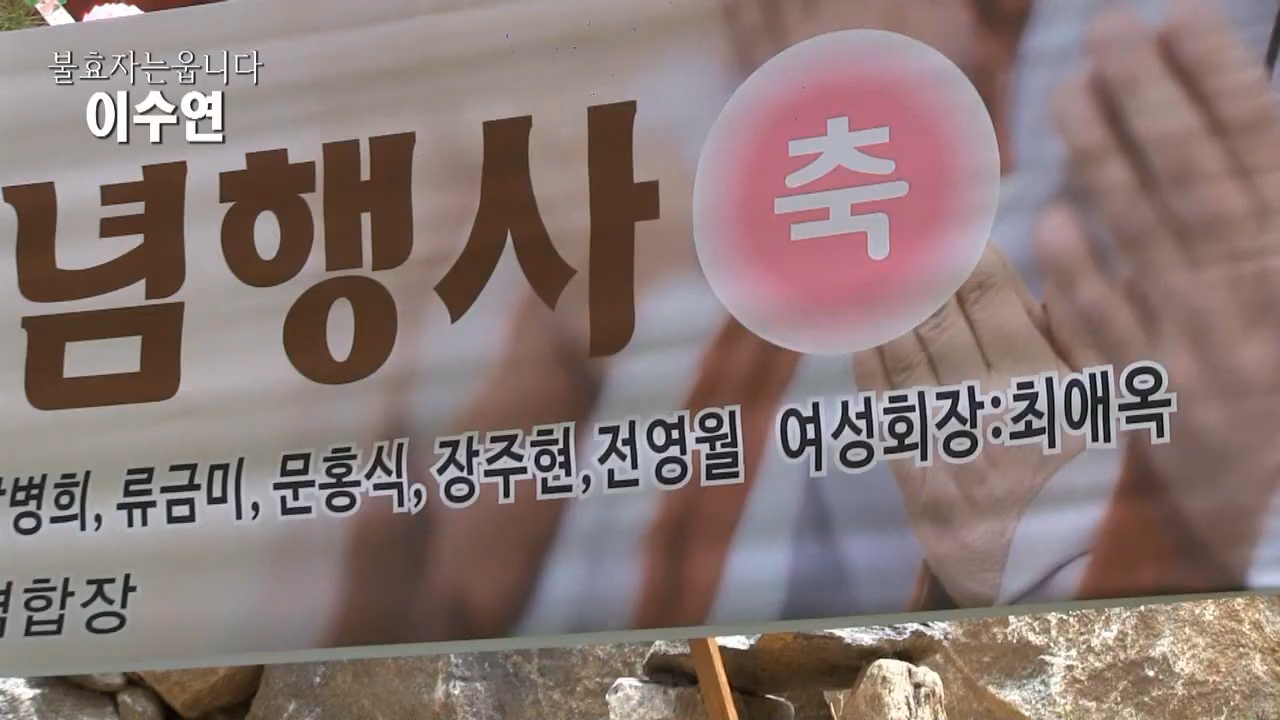 불효자는웁니다
이수연
념행사 축
병희, 류금미, 문홍식, 장주현, 전영월 여성회장:최애옥
합장